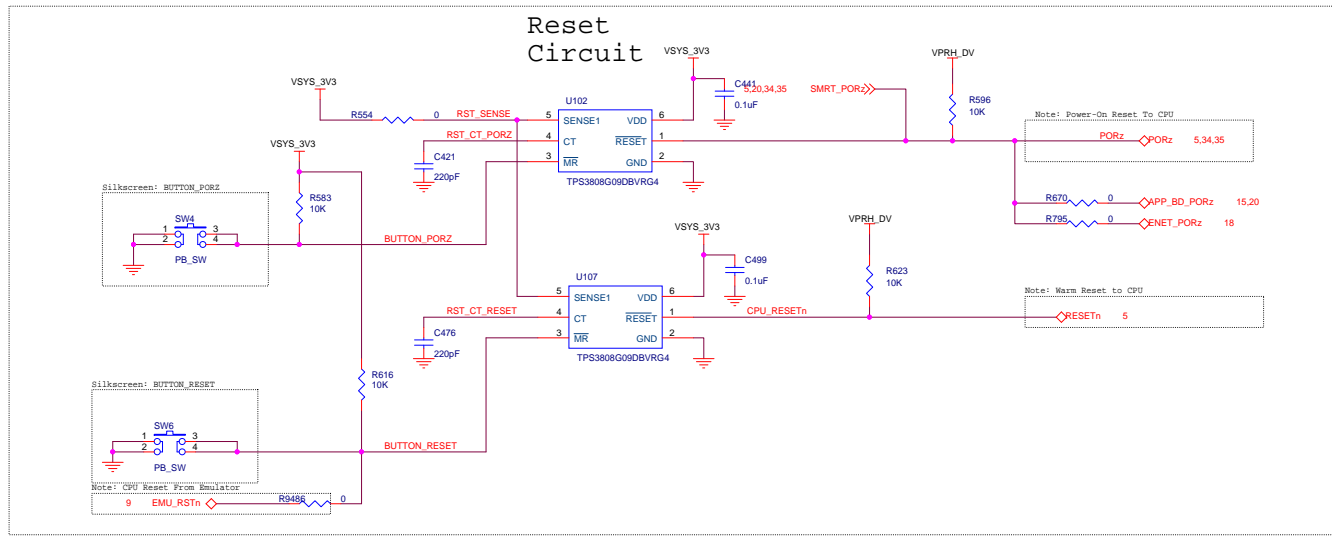 Reset
Circuit
VSYS_3V3
VPRH_DV
VSYS_3V3
C441
5,20,34,35
SMRT_PORz
0.1uF
R596
10K
Note: Power-On Reset To CPU
PORz
PORz
5,34,35
R554
0
RST_SENSE
U102
5
SENSE1
VDD
6
RST_CT_PORZ
4
CT
RESET
1
3
MR
GND
2
TPS3808G09DBVRG4
C421
220pF
VSYS_3V3
R583
10K
Silkscreen: BUTTON_PORZ
SW4
1
2
3
4
PB_SW
BUTTON_PORZ
R670
0
APP_BD_PORz
15,20
R795
0
ENET_PORz
18
VPRH_DV
VSYS_3V3
C499
0.1uF
R623
10K
U107
5
SENSE1
VDD
6
RST_CT_RESET
4
CT
RESET
1
CPU_RESETn
3
MR
GND
2
TPS3808G09DBVRG4
C476
220pF
Note: Warm Reset to CPU
RESETn
5
R616
10K
Silkscreen: BUTTON_RESET
SW6
1
2
3
4
PB_SW
BUTTON_RESET
Note: CPU Reset From Emulator
9
EMU_RSTn
R9486
0